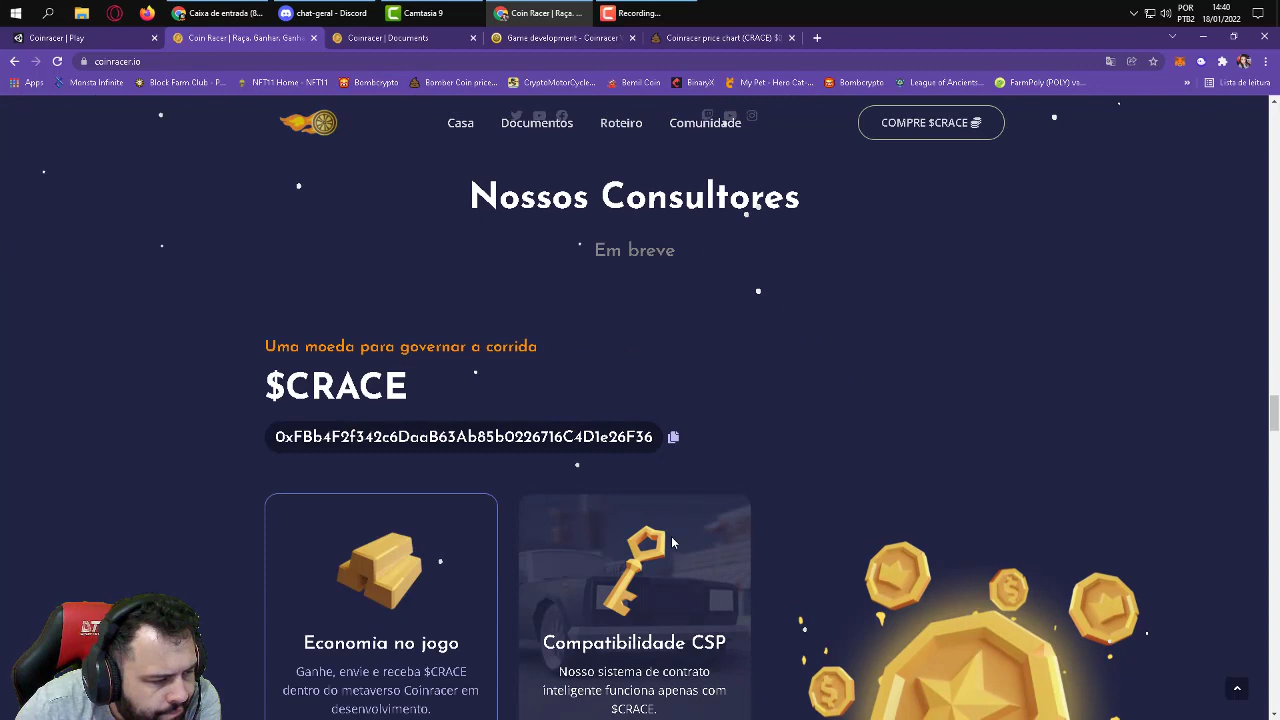 Caixa de entrada (8...
chat-geral - Discord
Camtasia 9
Coin Racer | Raça, ...
Recording...
POR
PTB2
14:40
18/01/2022
Coinracer | Play
Coin Racer | Raça, Ganhar, Ganha
Coinracer | Documents
Game development - Coinracer
Coinracer price chart (CRACE) $0
coinracer.io
Apps
Monsta Infinite
Block Farm Club - P...
NFT11 Home - NFT11
Bombcrypto
Bomber Coin price...
CryptoMotorCycle...
Bemil Coin
BinaryX
My Pet - Hero Cat -...
Bombcrypto
League of Ancients...
FarmPoly (POLY) va...
Lista de leitura
Casa
Documentos
Roteiro
Comunidade
COMPRE $CRACE
Nossos Consultores
Em breve
Uma moeda para governar a corrida
$CRACE
0xFBb4F2f342c6DaaB63Ab85b0226716C4D1e26F36
Economia no jogo
Ganhe, envie e receba $CRACE
dentro do metaverso Coinracer em
desenvolvimento.
Compatibilidade CSP
Nosso sistema de contrato
inteligente funciona apenas com
$CRACE.